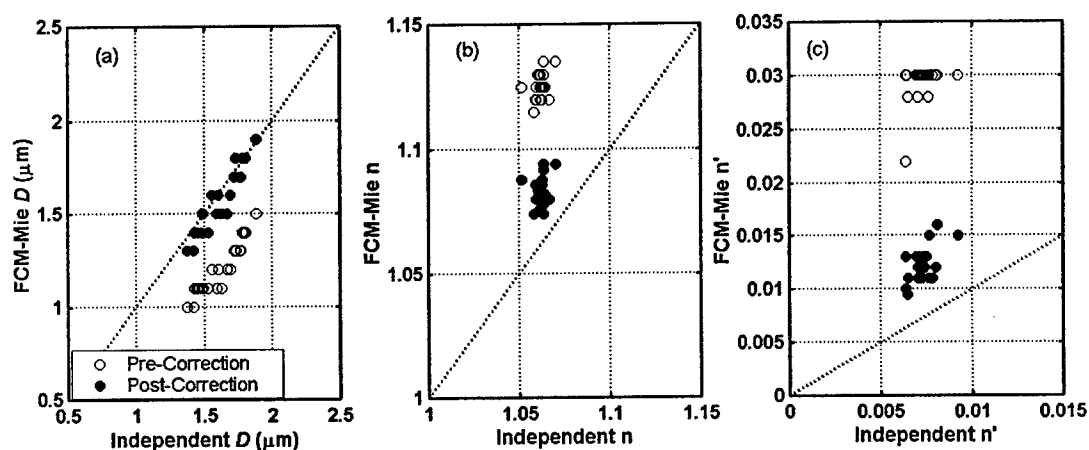 (a)
FCM-Mie D (μm)
2.5
2
1.5
1
0.5
Pre-Correction
Post-Correction
0.5 1 1.5 2 2.5
Independent D (μm)
(b)
FCM-Mie n
1.15
1.1
1.05
1
1 1.05 1.1 1.15
Independent n
(c)
FCM-Mie n'
0.035
0.03
0.025
0.02
0.015
0.01
0.005
0
0 0.005 0.01 0.015
Independent n'